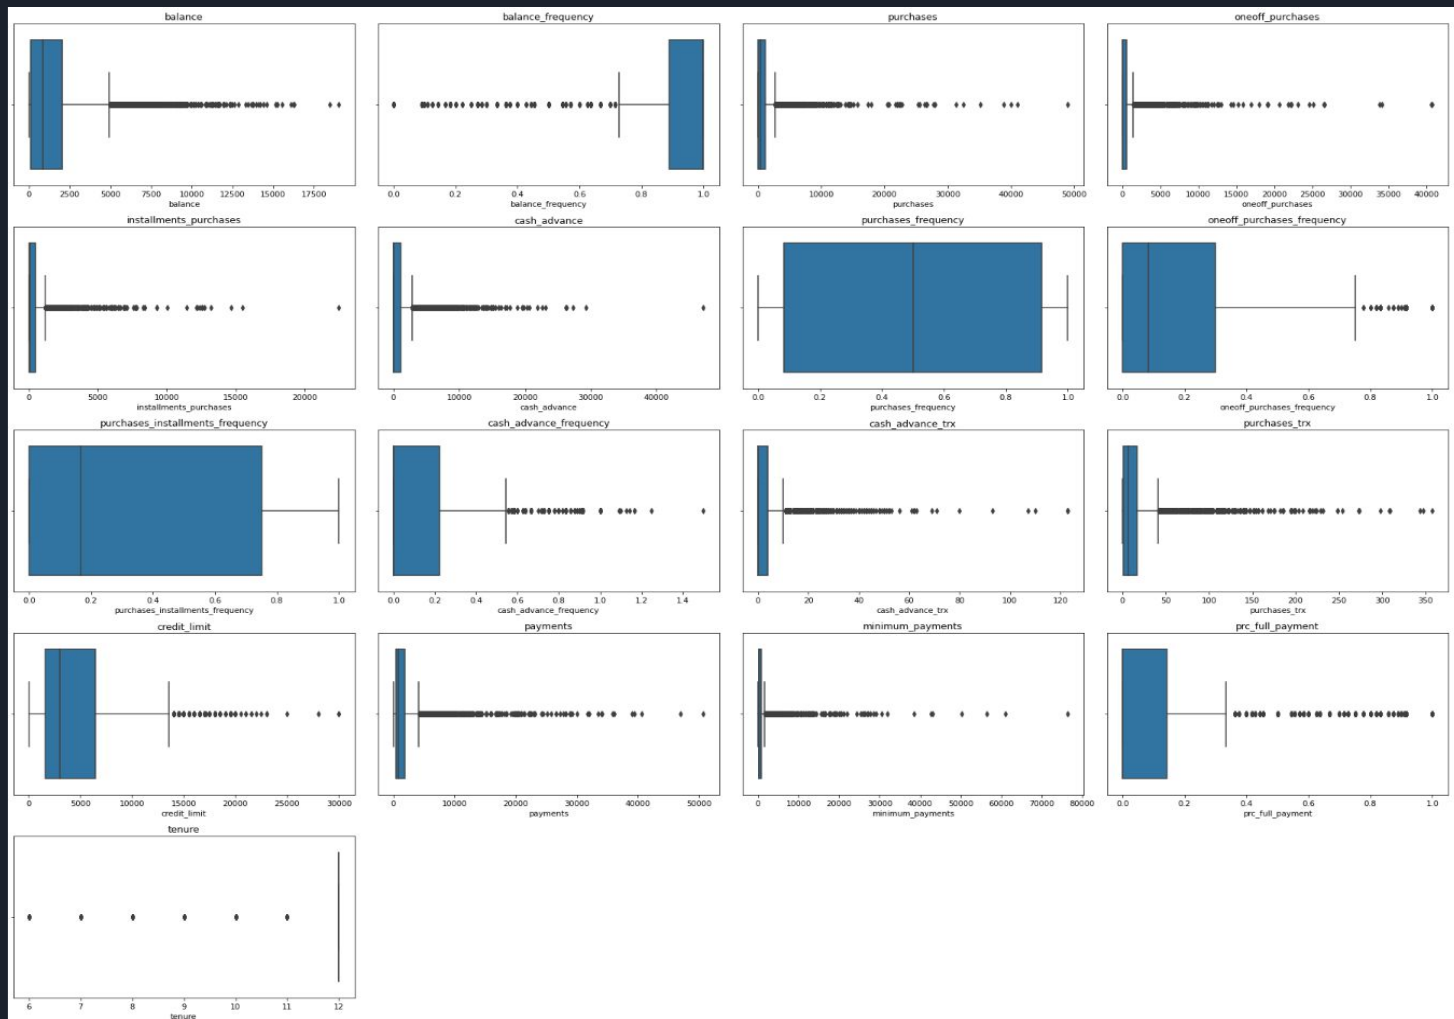 balance
balance_frequency
purchases
oneoff_purchases
0 2500 5000 7500 10000 12500 15000 17500
0.0 0.2 0.4 0.6 0.8 1.0
0 10000 20000 30000 40000 50000
0 5000 10000 15000 20000 25000 30000 35000 40000
balance
balance_frequency
purchases
oneoff_purchases
installments_purchases
cash_advance
purchases_frequency
oneoff_purchases_frequency
0 5000 10000 15000 20000
0 10000 20000 30000 40000
0.0 0.2 0.4 0.6 0.8 1.0
0.0 0.2 0.4 0.6 0.8 1.0
installments_purchases
cash_advance
purchases_frequency
oneoff_purchases_frequency
purchases_installments_frequency
cash_advance_frequency
cash_advance_trx
purchases_trx
0.0 0.2 0.4 0.6 0.8 1.0
0.0 0.2 0.4 0.6 0.8 1.0 1.2 1.4
0 20 40 60 80 100 120
0 50 100 150 200 250 300 350
purchases_installments_frequency
cash_advance_frequency
cash_advance_trx
purchases_trx
credit_limit
payments
minimum_payments
prc_full_payment
0 5000 10000 15000 20000 25000 30000
0 10000 20000 30000 40000 50000
0 10000 20000 30000 40000 50000 60000 70000 80000
0.0 0.2 0.4 0.6 0.8 1.0
credit_limit
payments
minimum_payments
prc_full_payment
tenure
6 7 8 9 10 11 12
tenure